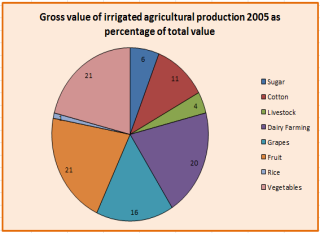 Gross value of irrigated agricultural production 2005 as
percentage of total value
6
11
4
20
16
21
1
21
Sugar
Cotton
Livestock
Dairy Farming
Grapes
Fruit
Rice
Vegetables